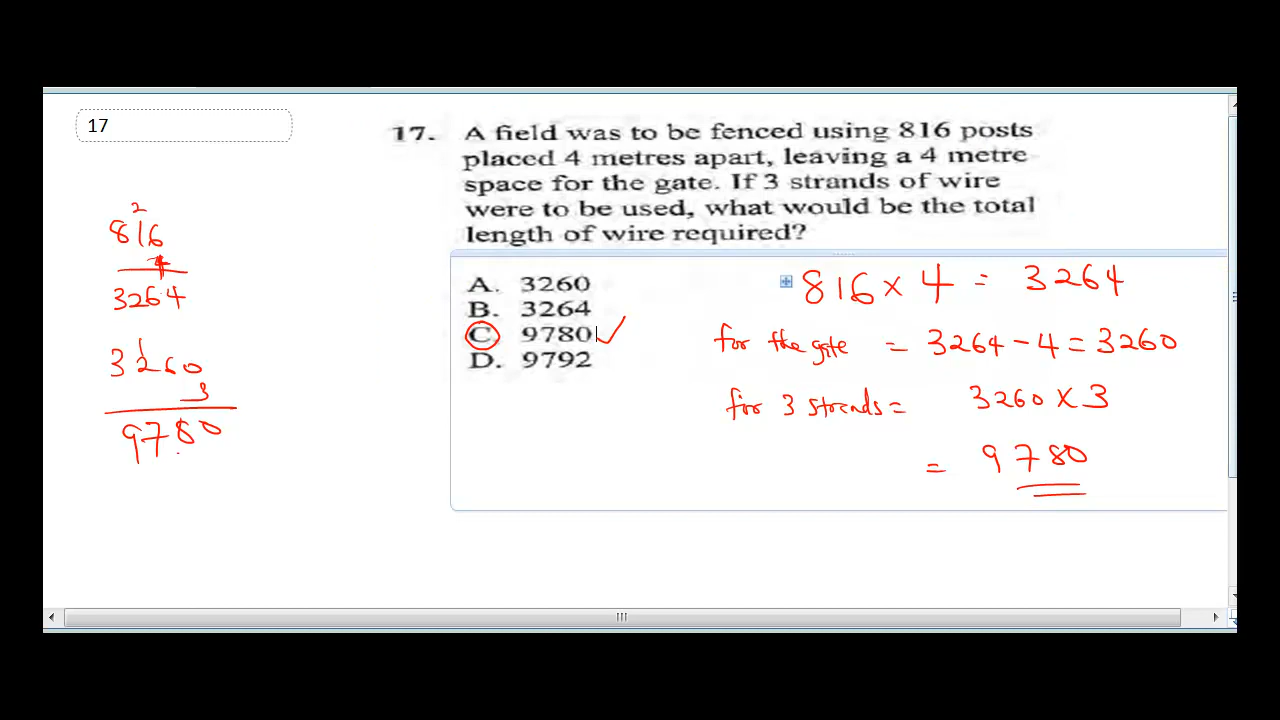 17
17. A field was to be fenced using 816 posts
placed 4 metres apart, leaving a 4 metre
space for the gate. If 3 strands of wire
were to be used, what would be the total
length of wire required?
A. 3260
B. 3264
C. 9780
D. 9792
2
816
4
3264
1
3260
3
9780
816 × 4 = 3264
for the gate = 3264 - 4 = 3260
for 3 strends = 3260 × 3
= 9780